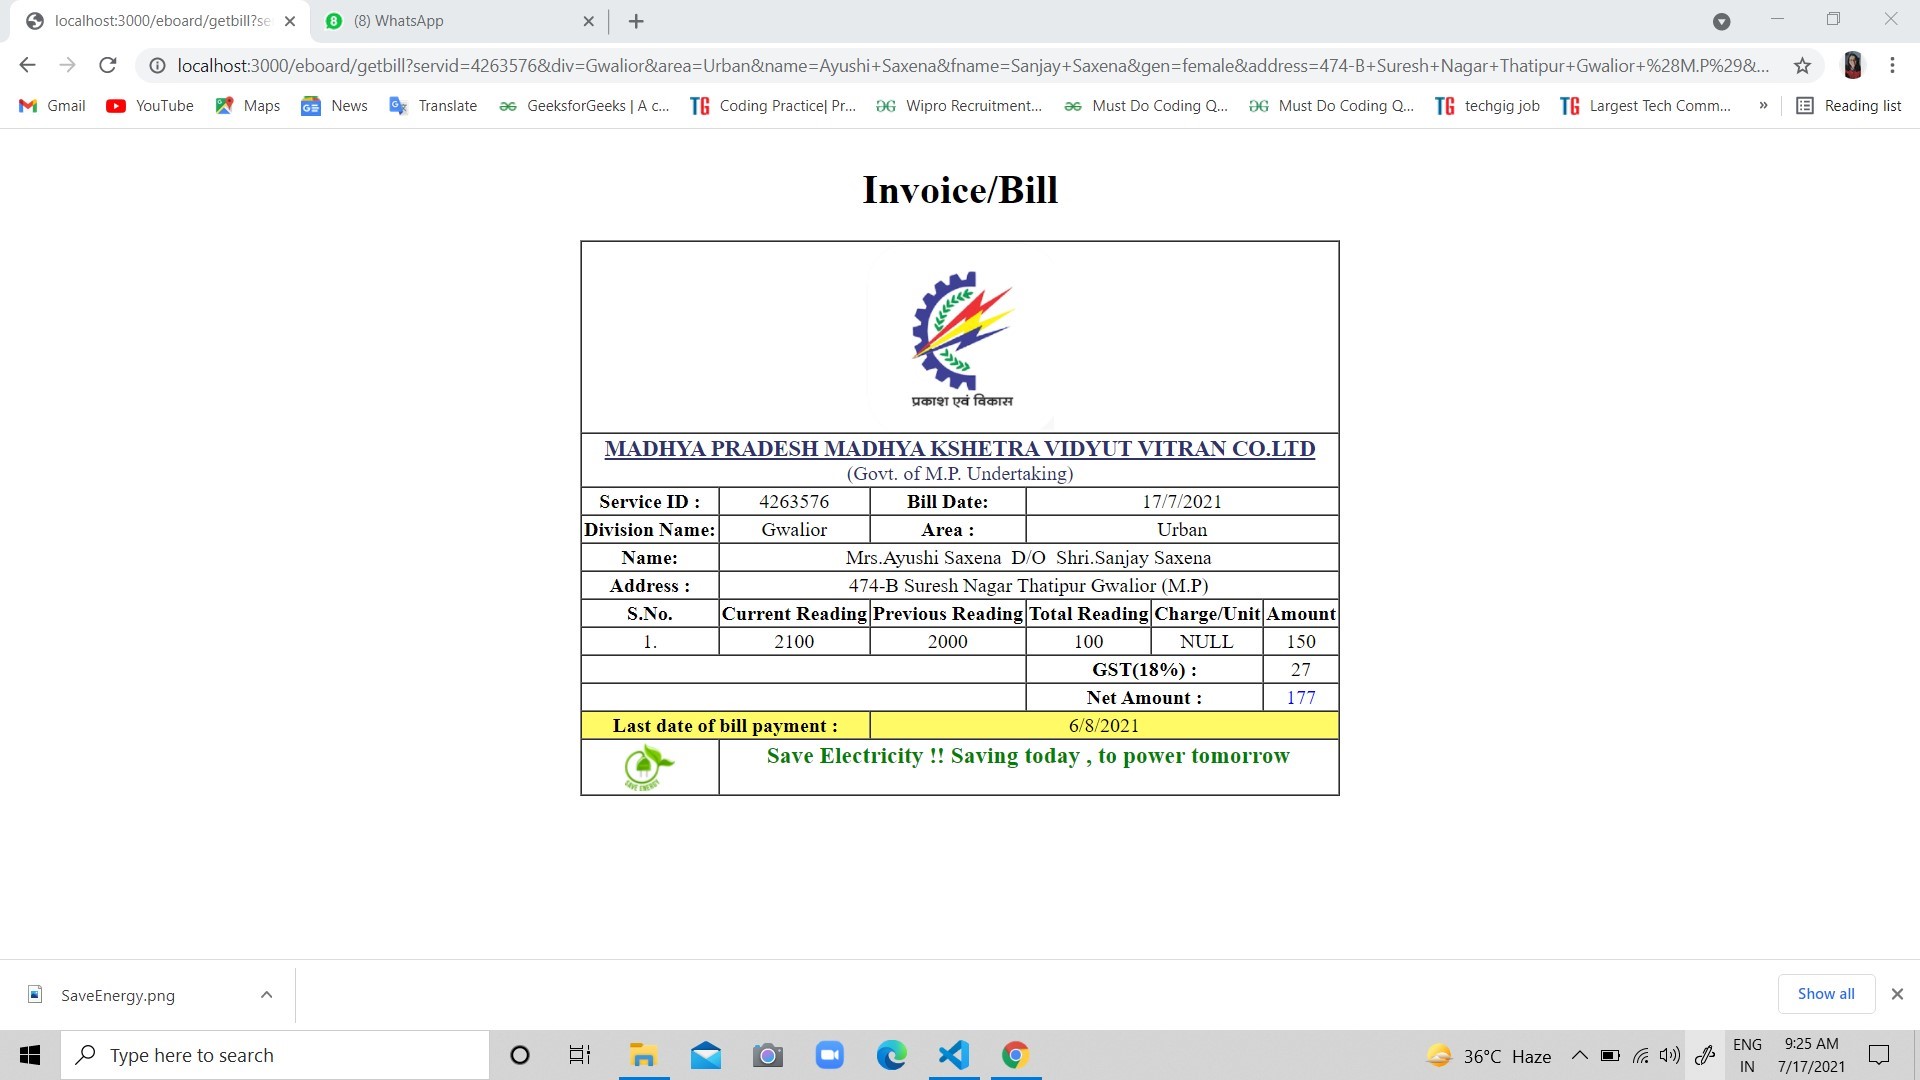 localhost:3000/eboard/getbill?se
(8) WhatsApp
localhost:3000/eboard/getbill?servid=4263576&div=Gwalior&area=Urban&name=Ayushi+Saxena&fname=Sanjay+Saxena&gen=female&address=474-B+Suresh+Nagar+Thatipur+Gwalior+%28M.P%29&...
Gmail YouTube Maps News Translate GeeksforGeeks | A c... Coding Practice| Pr... Wipro Recruitment... Must Do Coding Q... Must Do Coding Q... techgig job Largest Tech Comm... » Reading list
Invoice/Bill
प्रकाश एवं विकास
MADHYA PRADESH MADHYA KSHETRA VIDYUT VITRAN CO.LTD
(Govt. of M.P. Undertaking)
Service ID : 4263576 Bill Date: 17/7/2021
Division Name: Gwalior Area : Urban
Name: Mrs.Ayushi Saxena D/O Shri.Sanjay Saxena
Address : 474-B Suresh Nagar Thatipur Gwalior (M.P)
S.No. Current Reading Previous Reading Total Reading Charge/Unit Amount
1. 2100 2000 100 NULL 150
GST(18%) : 27
Net Amount : 177
Last date of bill payment : 6/8/2021
Save Electricity !! Saving today , to power tomorrow
SAVE ENERGY
SaveEnergy.png
Show all
Type here to search
36°C Haze
ENG
IN
9:25 AM
7/17/2021